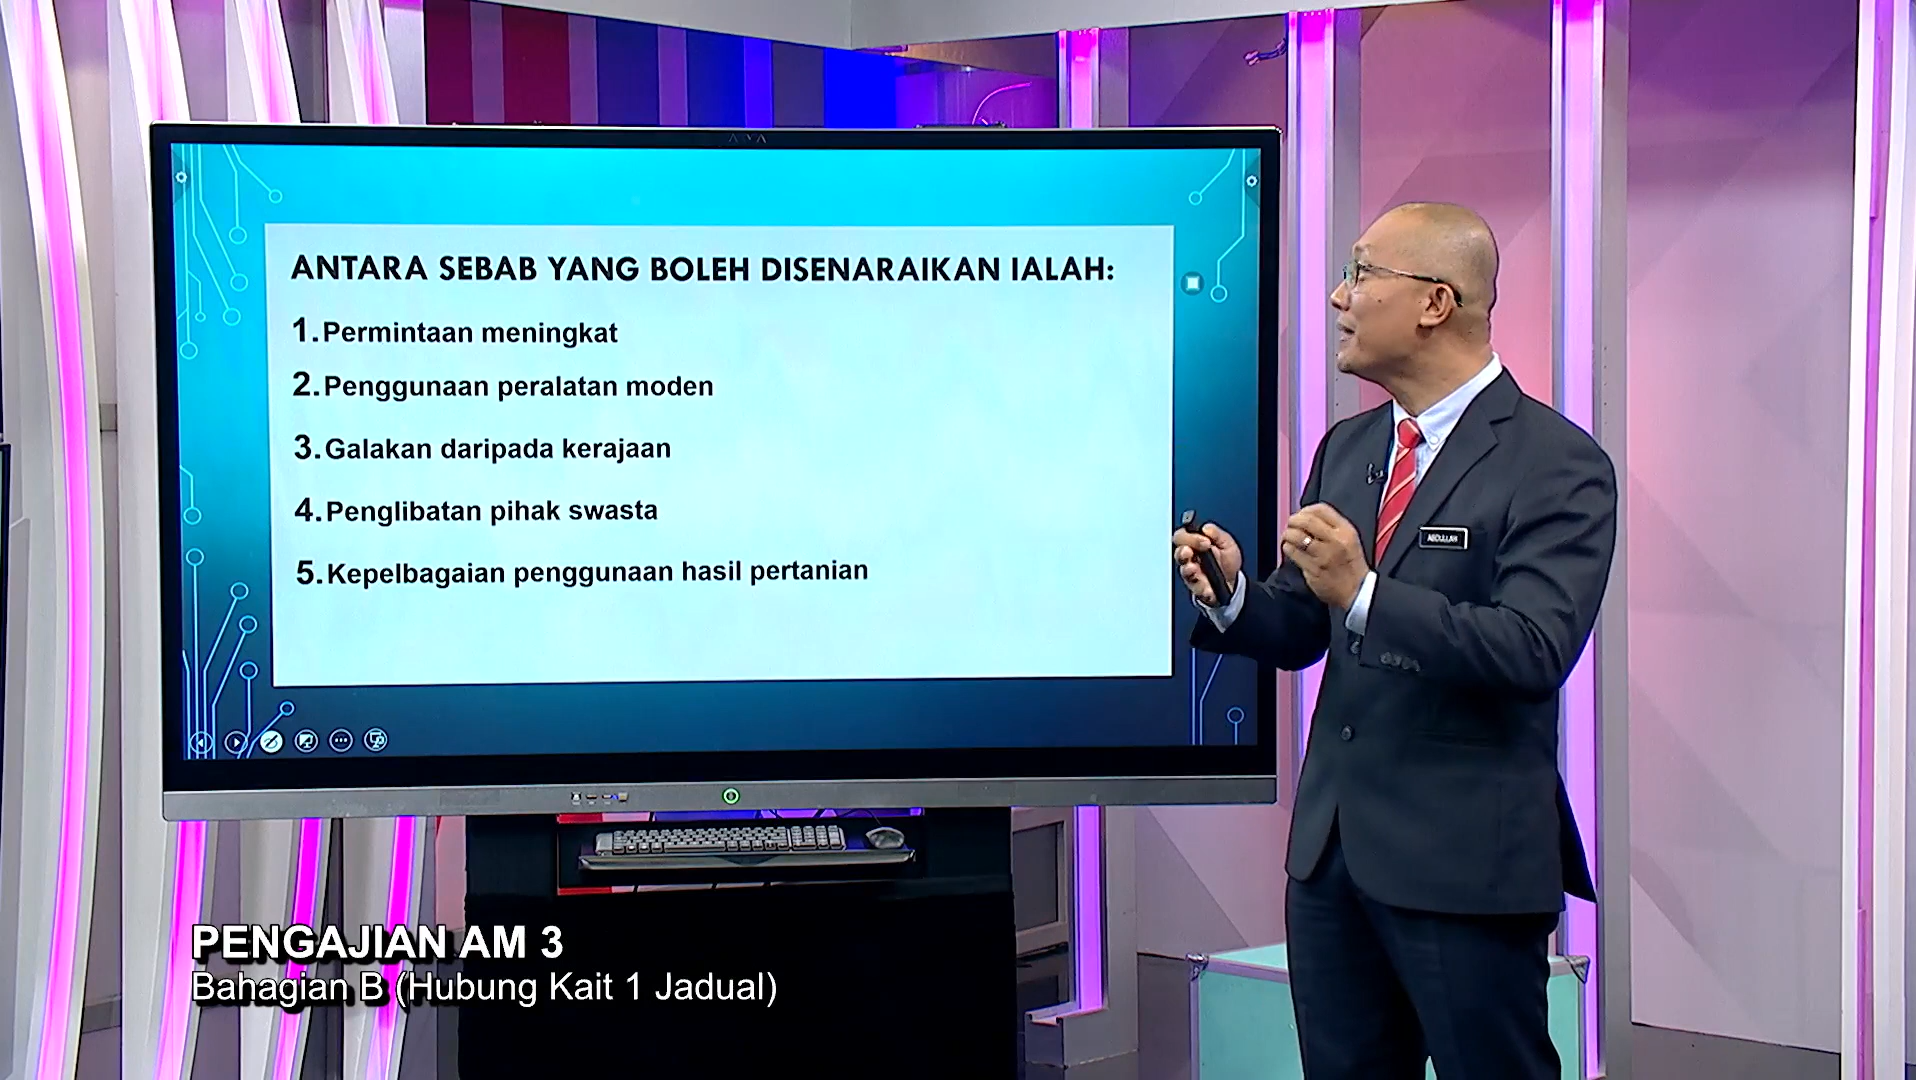 ANTARA SEBAB YANG BOLEH DISENARAIKAN IALAH:
1. Permintaan meningkat
2. Penggunaan peralatan moden
3. Galakan daripada kerajaan
4. Penglibatan pihak swasta
5. Kepelbagaian penggunaan hasil pertanian
ABDULLAH
PENGAJIAN AM 3
Bahagian B (Hubung Kait 1 Jadual)